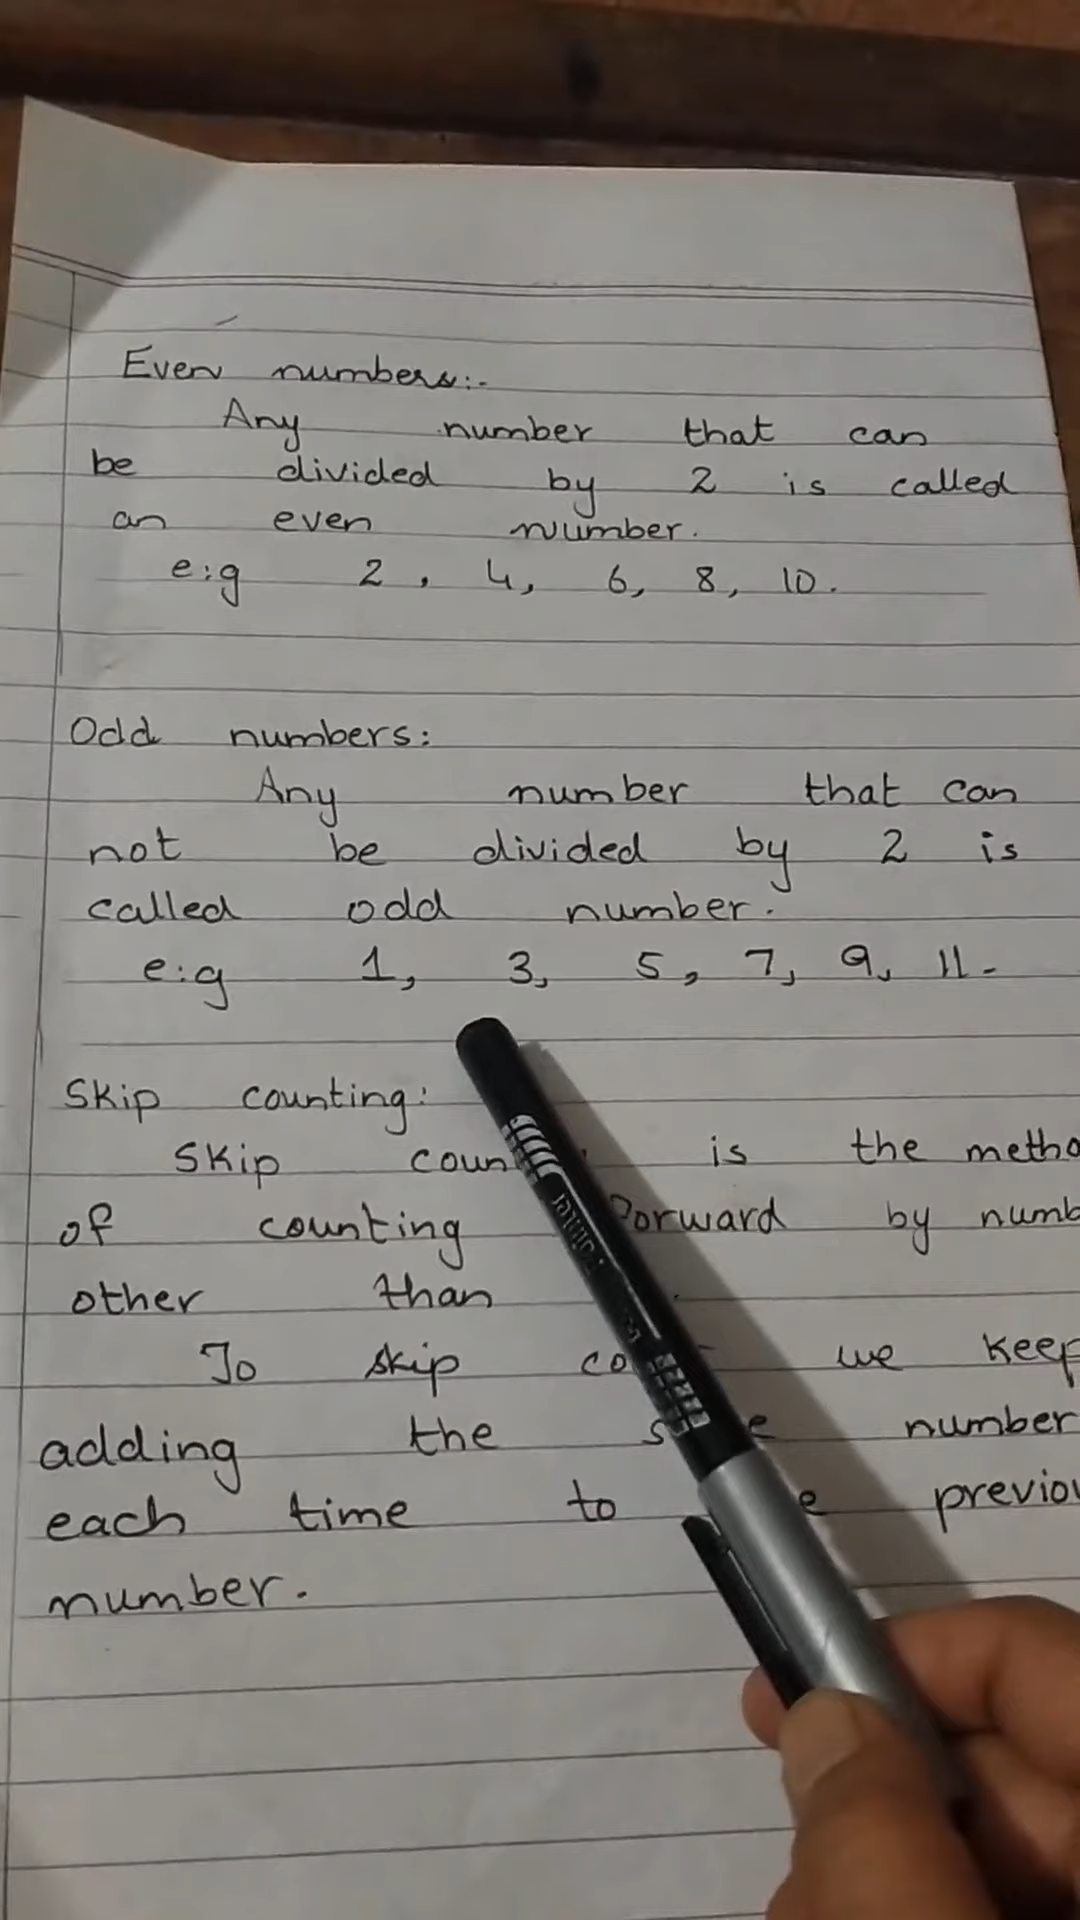 Even numbers:-
Any number that can
be divided by 2 is called
an even number.
e:g 2, 4, 6, 8, 10.
Odd numbers:
Any number that can
not be divided by 2 is
called odd number.
e:g 1, 3, 5, 7, 9, 11-
Skip counting:
Skip is the
of counting forward by
other than
To skip we keep
adding the number
each time to
number.